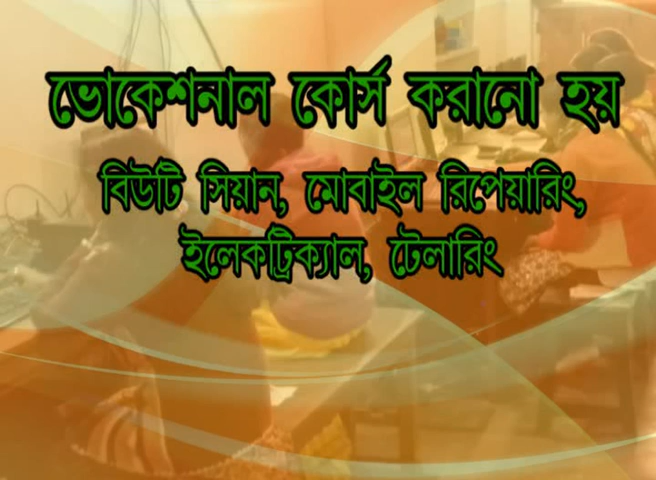 ভোকেশনাল কোর্স করানো হয়
বিউটি সিয়ান, মোবাইল রিপেয়ারিং,
ইলেকট্রিক্যাল, টেলারিং